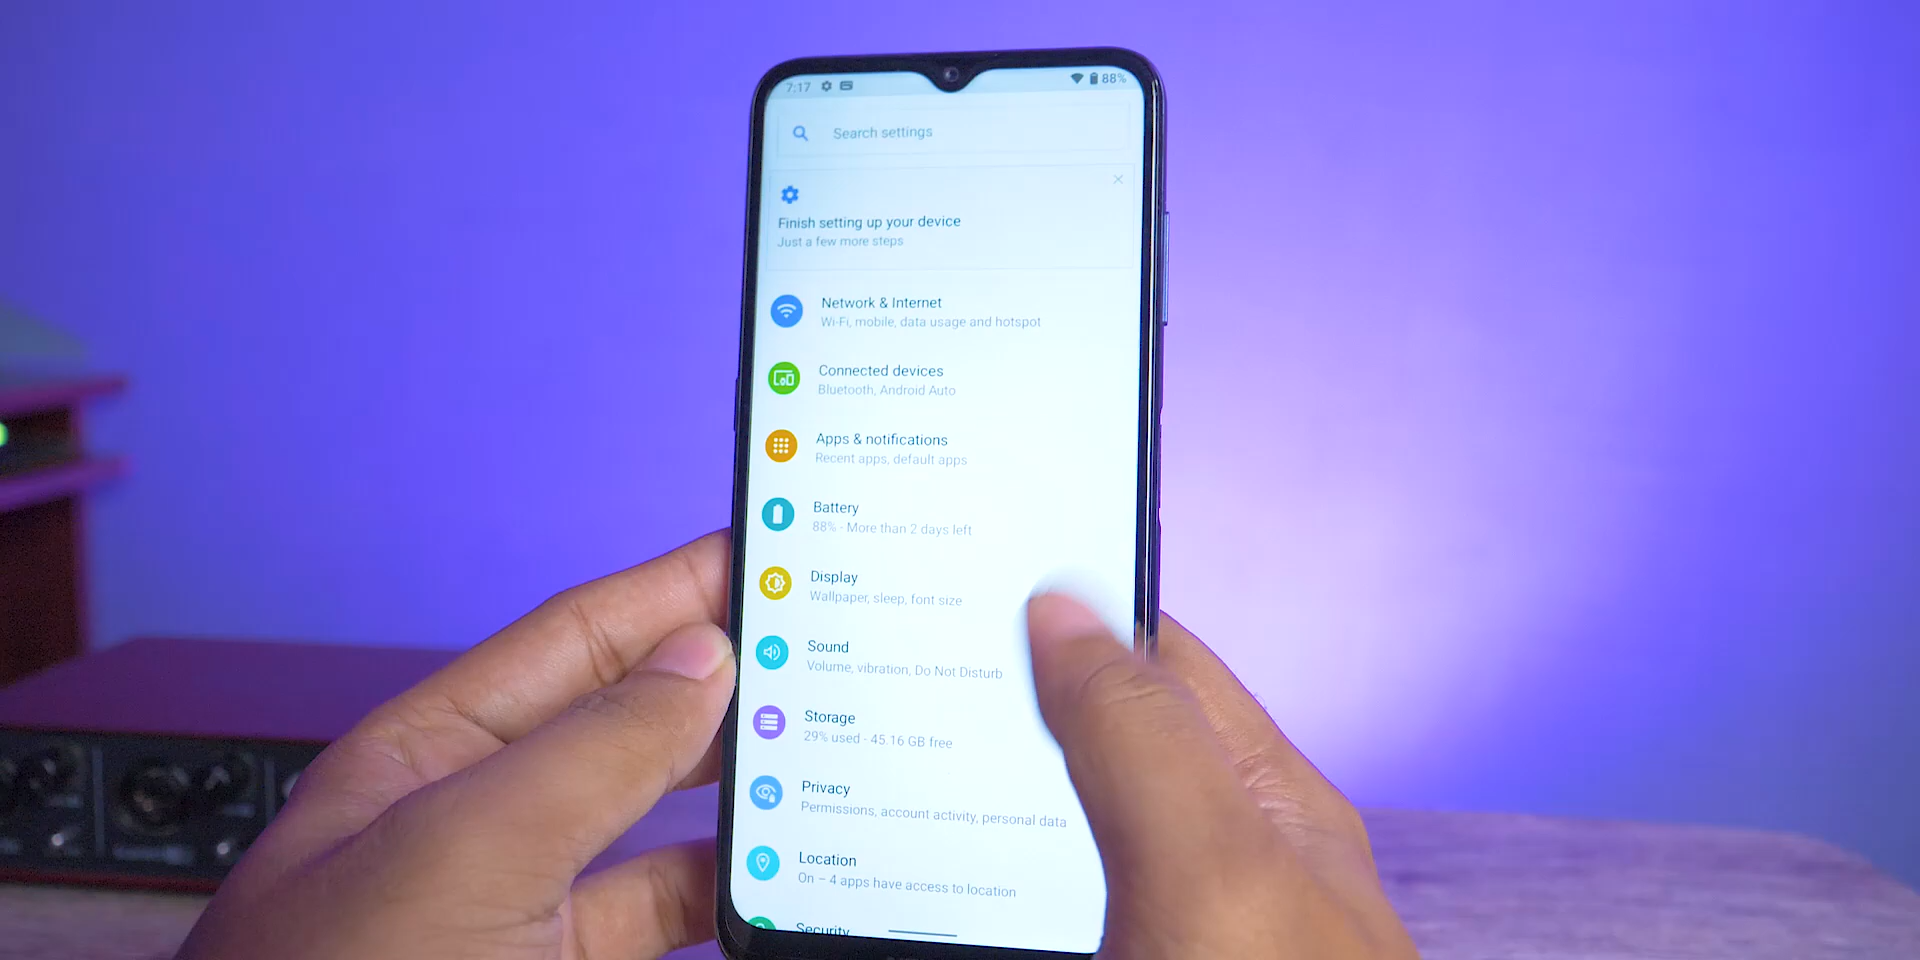 7:17 88%
Search settings
Finish setting up your device
Just a few more steps
Network & Internet
Wi-Fi, mobile, data usage and hotspot
Connected devices
Bluetooth, Android Auto
Apps & notifications
Recent apps, default apps
Battery
88% - More than 2 days left
Display
Wallpaper, sleep, font size
Sound
Volume, vibration, Do Not Disturb
Storage
29% used - 45.16 GB free
Privacy
Permissions, account activity, personal data
Location
On – 4 apps have access to location
Security